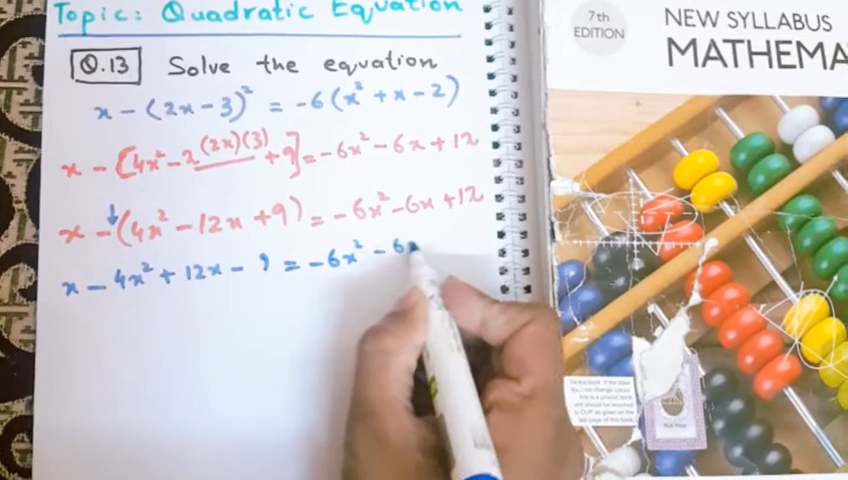 Topic: Quadratic Equation
Q.13 Solve the equation
x - (2x - 3)² = -6(x² + x - 2)
x - [4x² - 2(2x)(3) + 9] = -6x² - 6x + 12
x - (4x² - 12x + 9) = -6x² - 6x + 12
x - 4x² + 12x - 9 = -6x² - 6x
7th
EDITION
NEW SYLLABUS
MATHEMA